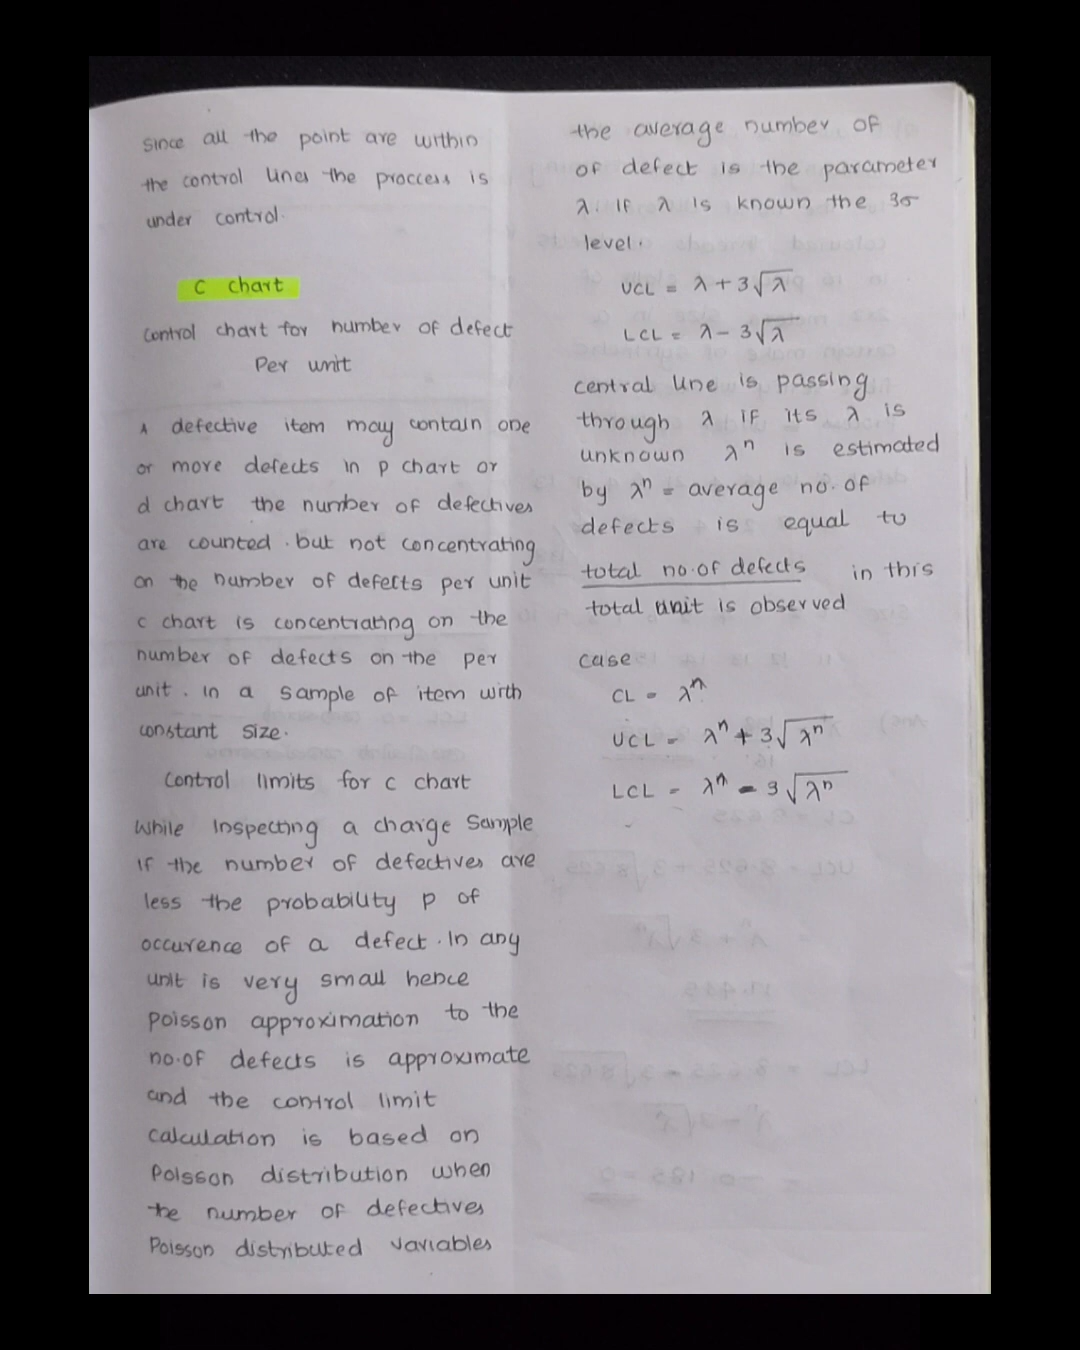 since all the point are within
the control lines the proccess is
under control.
C chart
Control chart for number of defect
Per unit
A defective item may contain one
or more defects in p chart or
d chart the number of defectives
are counted. but not concentrating
on the number of defects per unit
c chart is concentrating on the
number of defects on the per
unit. in a sample of item with
constant size.
Control limits for c chart
While Inspecting a charge Sample
if the number of defectives are
less the probability p of
occurence of a defect. In any
unit is very small hence
Poisson approximation to the
no.of defects is approximate
and the control limit
calculation is based on
Poisson distribution when
the number of defectives
Poisson distributed variables
the average number of
of defect is the parameter
λ. If λ is known the 3σ
level.
UCL = λ + 3√λ
LCL = λ - 3√λ
central line is passing
through λ if its λ is
unknown λⁿ is estimated
by λⁿ = average no. of
defects is equal to
total no.of defects in this
total unit is observed
case
CL = λⁿ
UCL = λⁿ + 3√λⁿ
LCL = λⁿ - 3√λⁿ